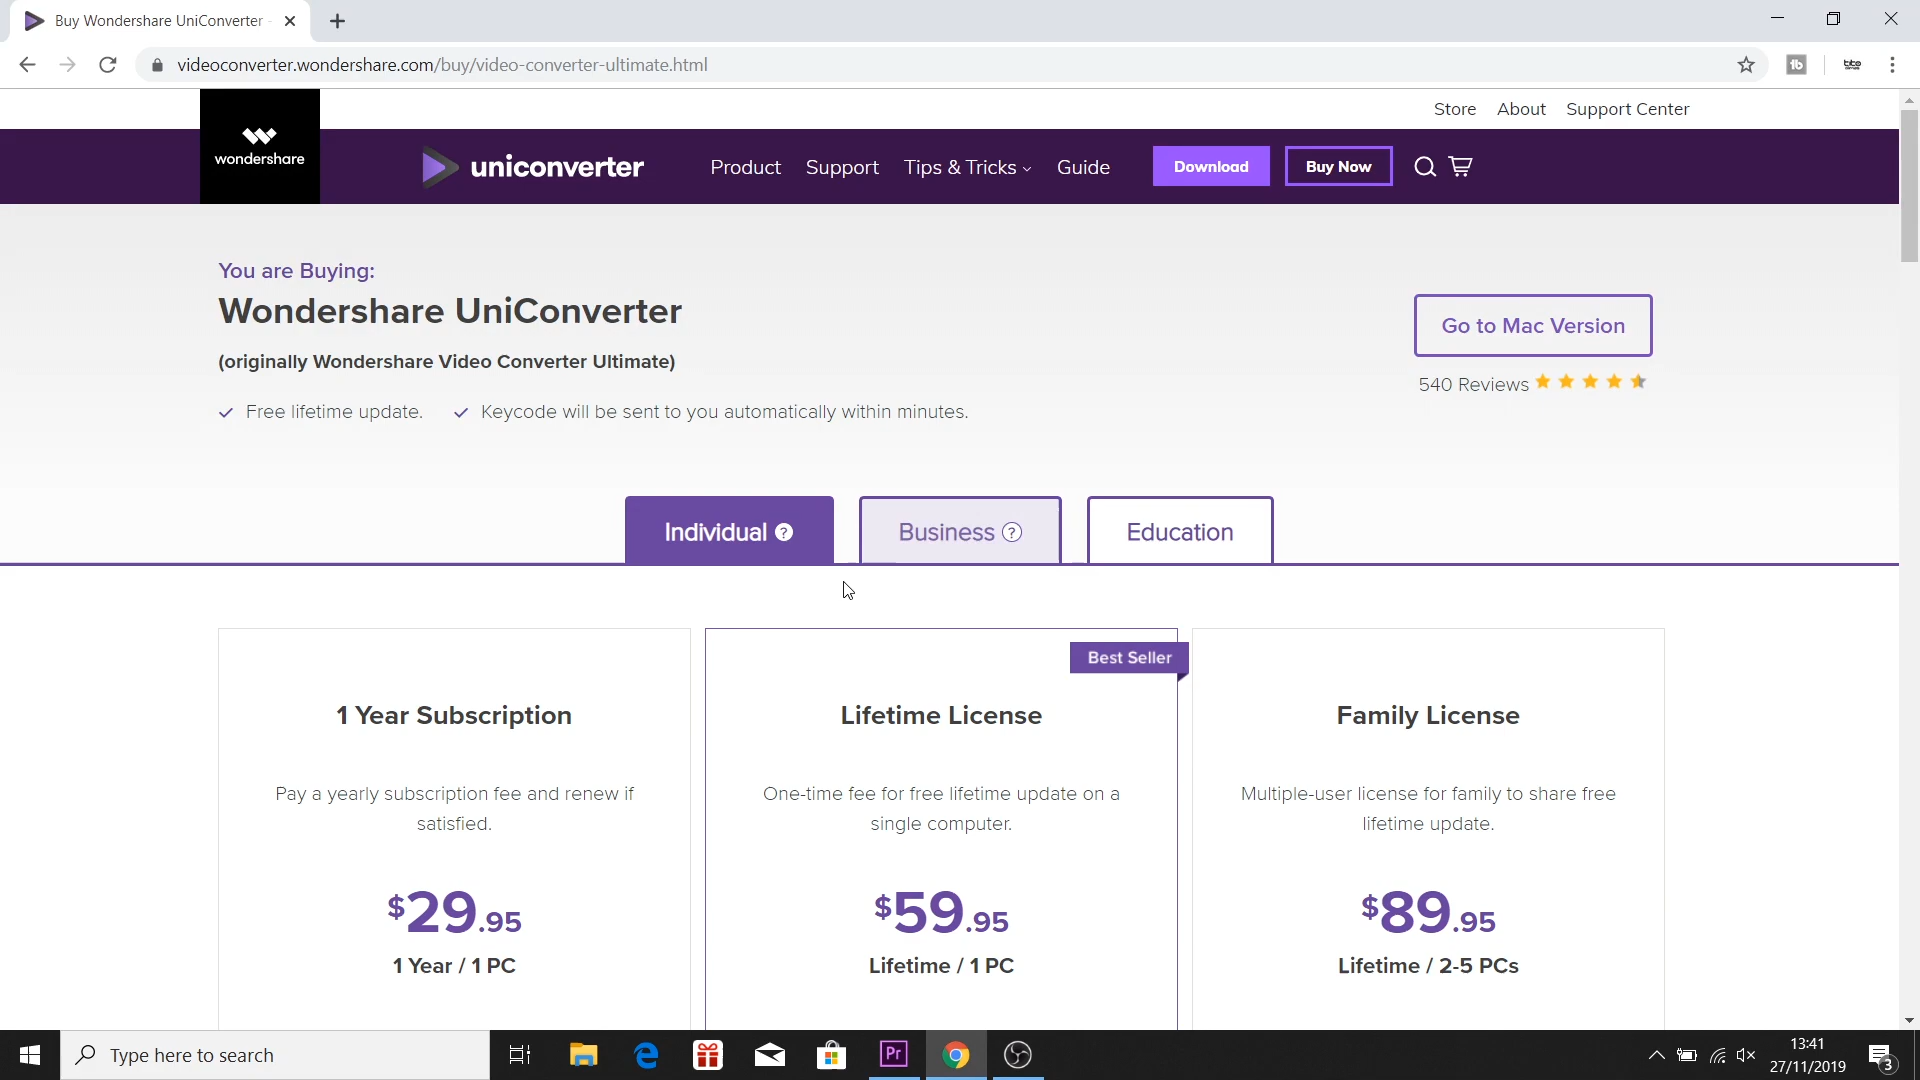 Buy Wondershare UniConverter
videoconverter.wondershare.com/buy/video-converter-ultimate.html
Store About Support Center
wondershare
uniconverter
Product Support Tips & Tricks Guide Download Buy Now
You are Buying:
Wondershare UniConverter
(originally Wondershare Video Converter Ultimate)
Free lifetime update. Keycode will be sent to you automatically within minutes.
Go to Mac Version
540 Reviews
Individual ? Business ? Education
Best Seller
1 Year Subscription
Pay a yearly subscription fee and renew if
satisfied.
$29.95
1 Year / 1 PC
Lifetime License
One-time fee for free lifetime update on a
single computer.
$59.95
Lifetime / 1 PC
Family License
Multiple-user license for family to share free
lifetime update.
$89.95
Lifetime / 2-5 PCs
Type here to search
Pr
13:41
27/11/2019
3